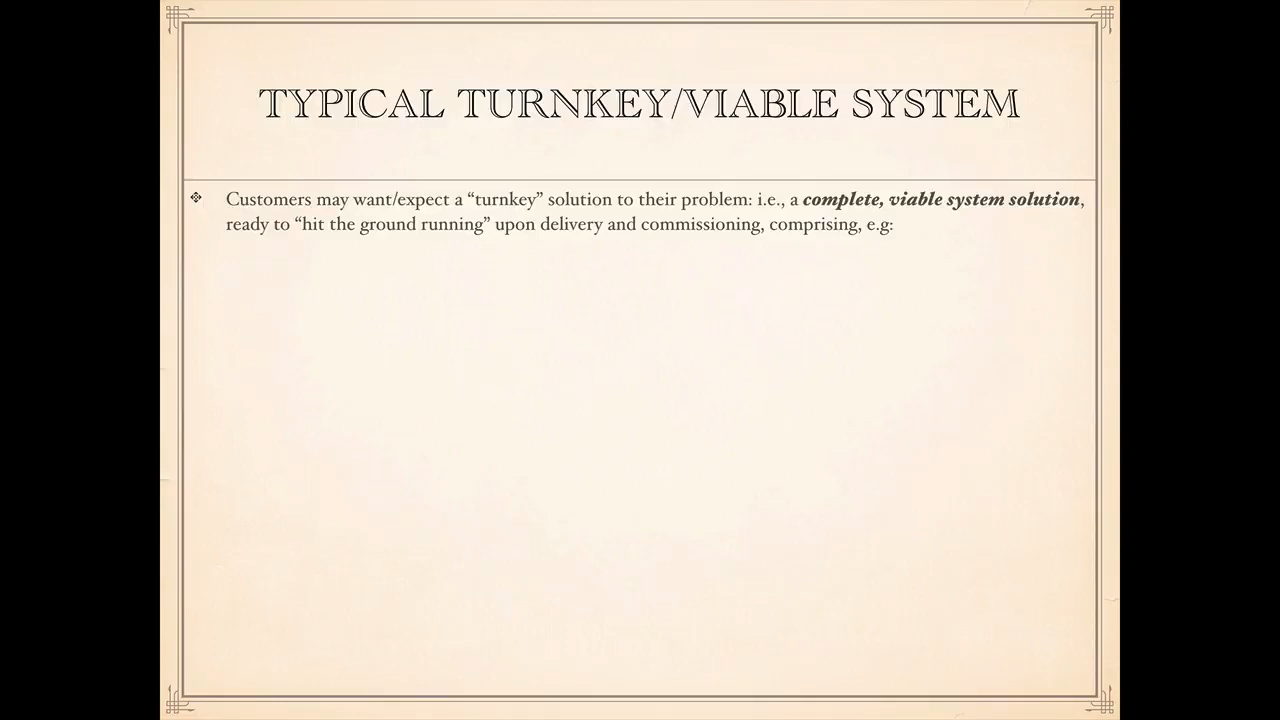 TYPICAL TURNKEY/VIABLE SYSTEM
Customers may want/expect a “turnkey” solution to their problem: i.e., a complete, viable system solution,
ready to “hit the ground running” upon delivery and commissioning, comprising, e.g: